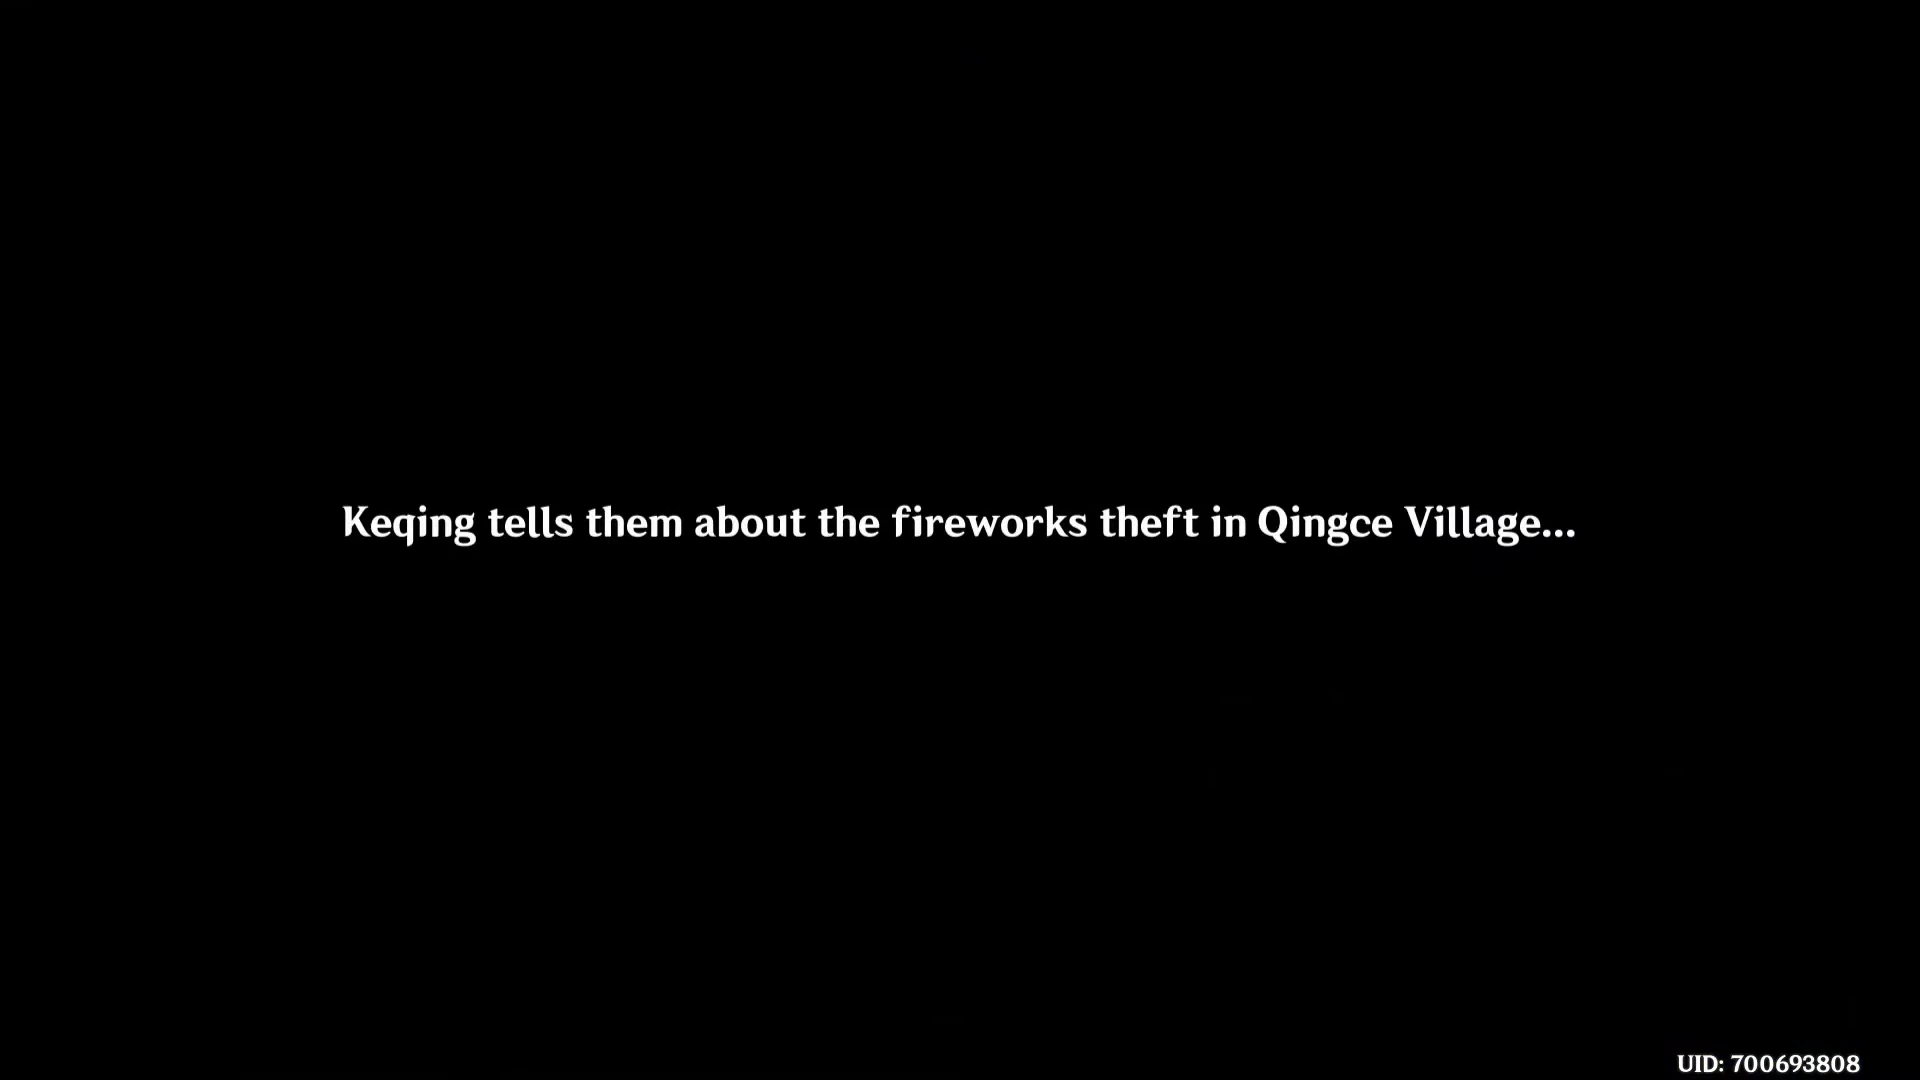 Keqing tells them about the fireworks theft in Qingce Village...
UID: 700693808